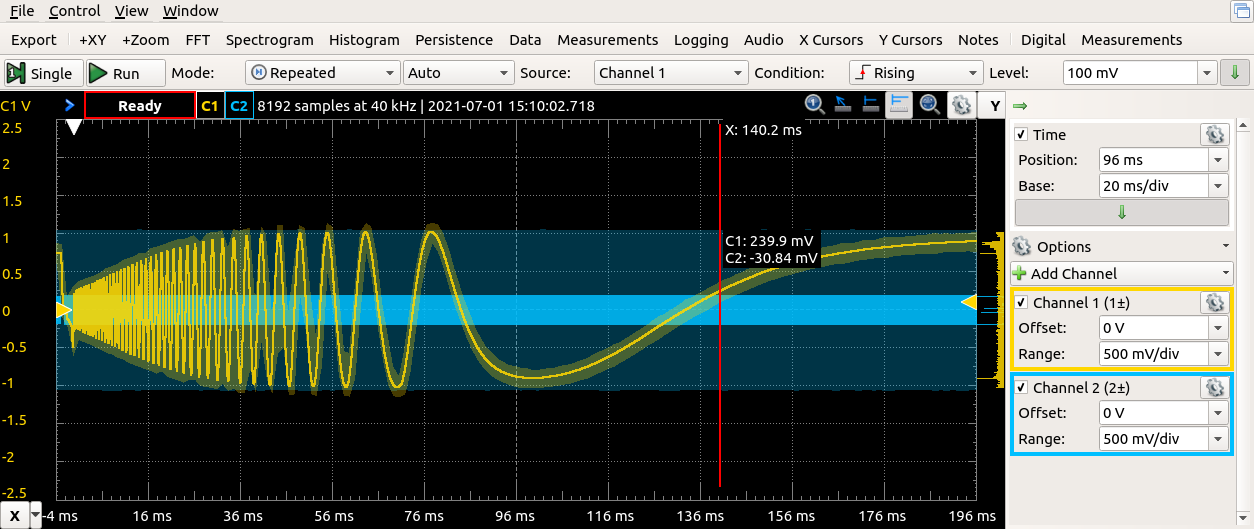 File Control View Window
Export +XY +Zoom FFT Spectrogram Histogram Persistence Data Measurements Logging Audio X Cursors Y Cursors Notes Digital Measurements
Single Run Mode: Repeated Auto Source: Channel 1 Condition: Rising Level: 100 mV
C1 V Ready C1 C2 8192 samples at 40 kHz | 2021-07-01 15:10:02.718 Y
X: 140.2 ms
C1: 239.9 mV
C2: -30.84 mV
2.5
2
1.5
1
0.5
0
-0.5
-1
-1.5
-2
-2.5
X -4 ms 16 ms 36 ms 56 ms 76 ms 96 ms 116 ms 136 ms 156 ms 176 ms 196 ms
Time
Position: 96 ms
Base: 20 ms/div
Options
Add Channel
Channel 1 (1±)
Offset: 0 V
Range: 500 mV/div
Channel 2 (2±)
Offset: 0 V
Range: 500 mV/div